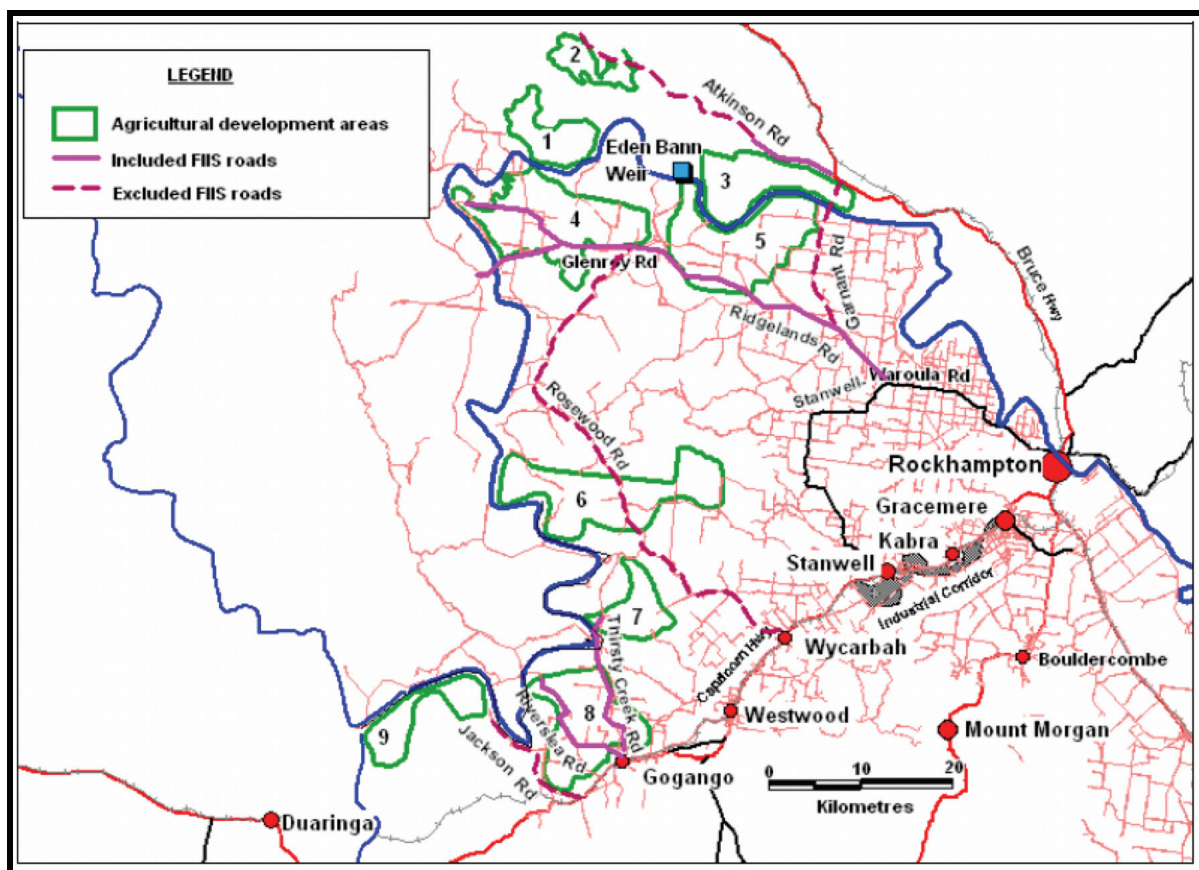 LEGEND
Agricultural development areas
Included FIIS roads
Excluded FIIS roads
2
Atkinson Rd
1
Eden Bann
Weir
3
4
5
Glenroy Rd
Garnant Rd
Bruce Hwy
Ridgelands Rd
Stanwell. Waroula Rd
Rosewood Rd
Rockhampton
6
Gracemere
Kabra
Stanwell
Industrial Corridor
7
Thirsty Creek Rd
Capricorn Hwy
Wycarbah
Bouldercombe
8
Riverslea Rd
Westwood
9
Jackson Rd
Mount Morgan
Gogango
0 10 20
Kilometres
Duaringa